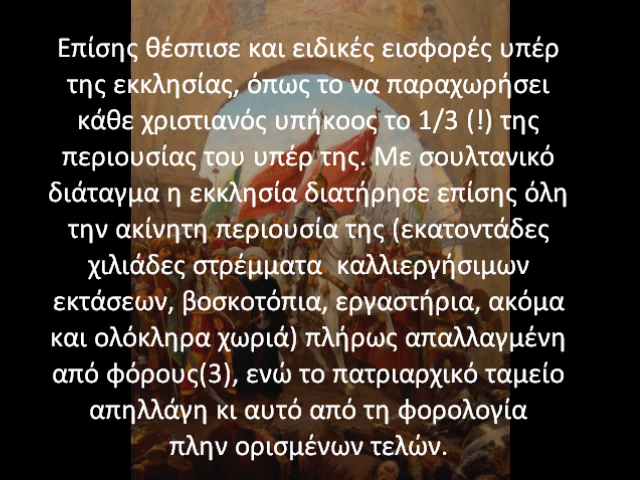 Επίσης θέσπισε και ειδικές εισφορές υπέρ
της εκκλησίας, όπως το να παραχωρήσει
κάθε χριστιανός υπήκοος το 1/3 (!) της
περιουσίας του υπέρ της. Με σουλτανικό
διάταγμα η εκκλησία διατήρησε επίσης όλη
την ακίνητη περιουσία της (εκατοντάδες
χιλιάδες στρέμματα καλλιεργήσιμων
εκτάσεων, βοσκοτόπια, εργαστήρια, ακόμα
και ολόκληρα χωριά) πλήρως απαλλαγμένη
από φόρους(3), ενώ το πατριαρχικό ταμείο
απηλλάγη κι αυτό από τη φορολογία
πλην ορισμένων τελών.